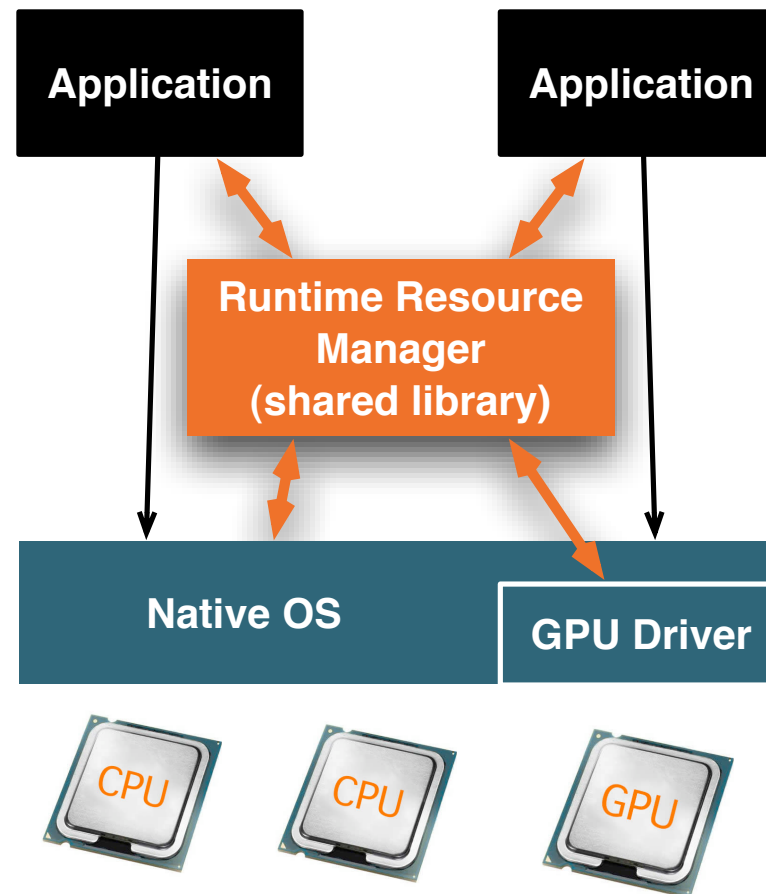 Application
Application
Runtime Resource
Manager
(shared library)
Native OS
GPU Driver
CPU
CPU
GPU